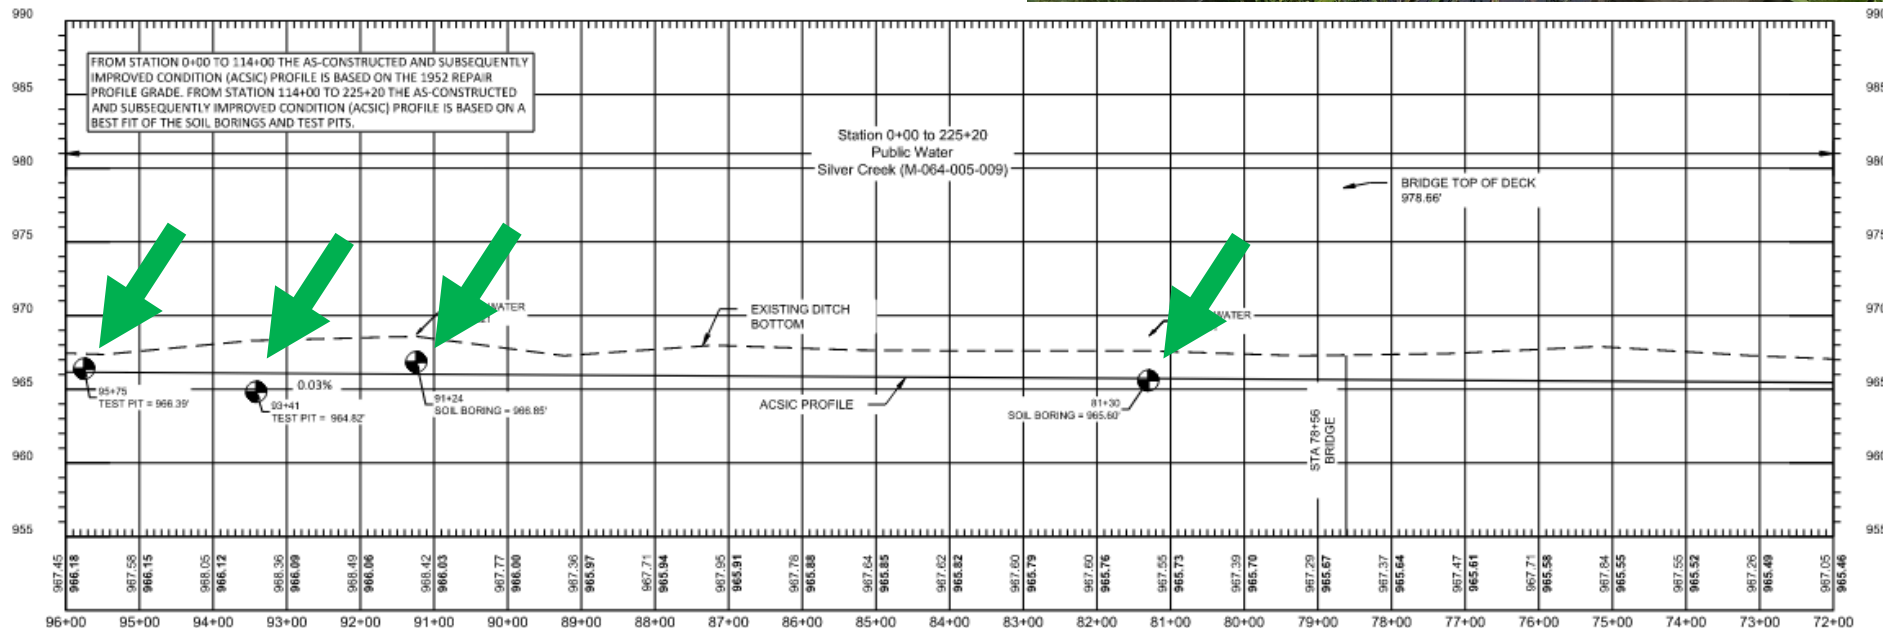 990
990
FROM STATION 0+00 TO 114+00 THE AS-CONSTRUCTED AND SUBSEQUENTLY
IMPROVED CONDITION (ACSIC) PROFILE IS BASED ON THE 1952 REPAIR
PROFILE GRADE. FROM STATION 114+00 TO 225+20 THE AS-CONSTRUCTED
AND SUBSEQUENTLY IMPROVED CONDITION (ACSIC) PROFILE IS BASED ON A
BEST FIT OF THE SOIL BORINGS AND TEST PITS.
985
985
Station 0+00 to 225+20
Public Water
Silver Creek (M-064-005-009)
980
980
BRIDGE TOP OF DECK
978.66'
975
975
970
970
WATER
EXISTING DITCH
BOTTOM
WATER
965
965
95+75
TEST PIT = 966.39'
93+41
TEST PIT = 964.82'
0.03%
91+24
SOIL BORING = 966.85'
ACSIC PROFILE
81+30
SOIL BORING = 965.60'
STA 78+56
BRIDGE
960
960
955
955
967.45 966.18
967.58 966.15
968.05 966.12
968.36 966.09
968.49 966.06
968.42 966.03
967.77 966.00
967.36 965.97
967.71 965.94
967.95 965.91
967.78 965.88
967.64 965.85
967.62 965.82
967.60 965.79
967.60 965.76
967.55 965.73
967.39 965.70
967.29 965.67
967.37 965.64
967.47 965.61
967.71 965.58
967.84 965.55
967.55 965.52
967.26 965.49
967.05 965.46
96+00 95+00 94+00 93+00 92+00 91+00 90+00 89+00 88+00 87+00 86+00 85+00 84+00 83+00 82+00 81+00 80+00 79+00 78+00 77+00 76+00 75+00 74+00 73+00 72+00